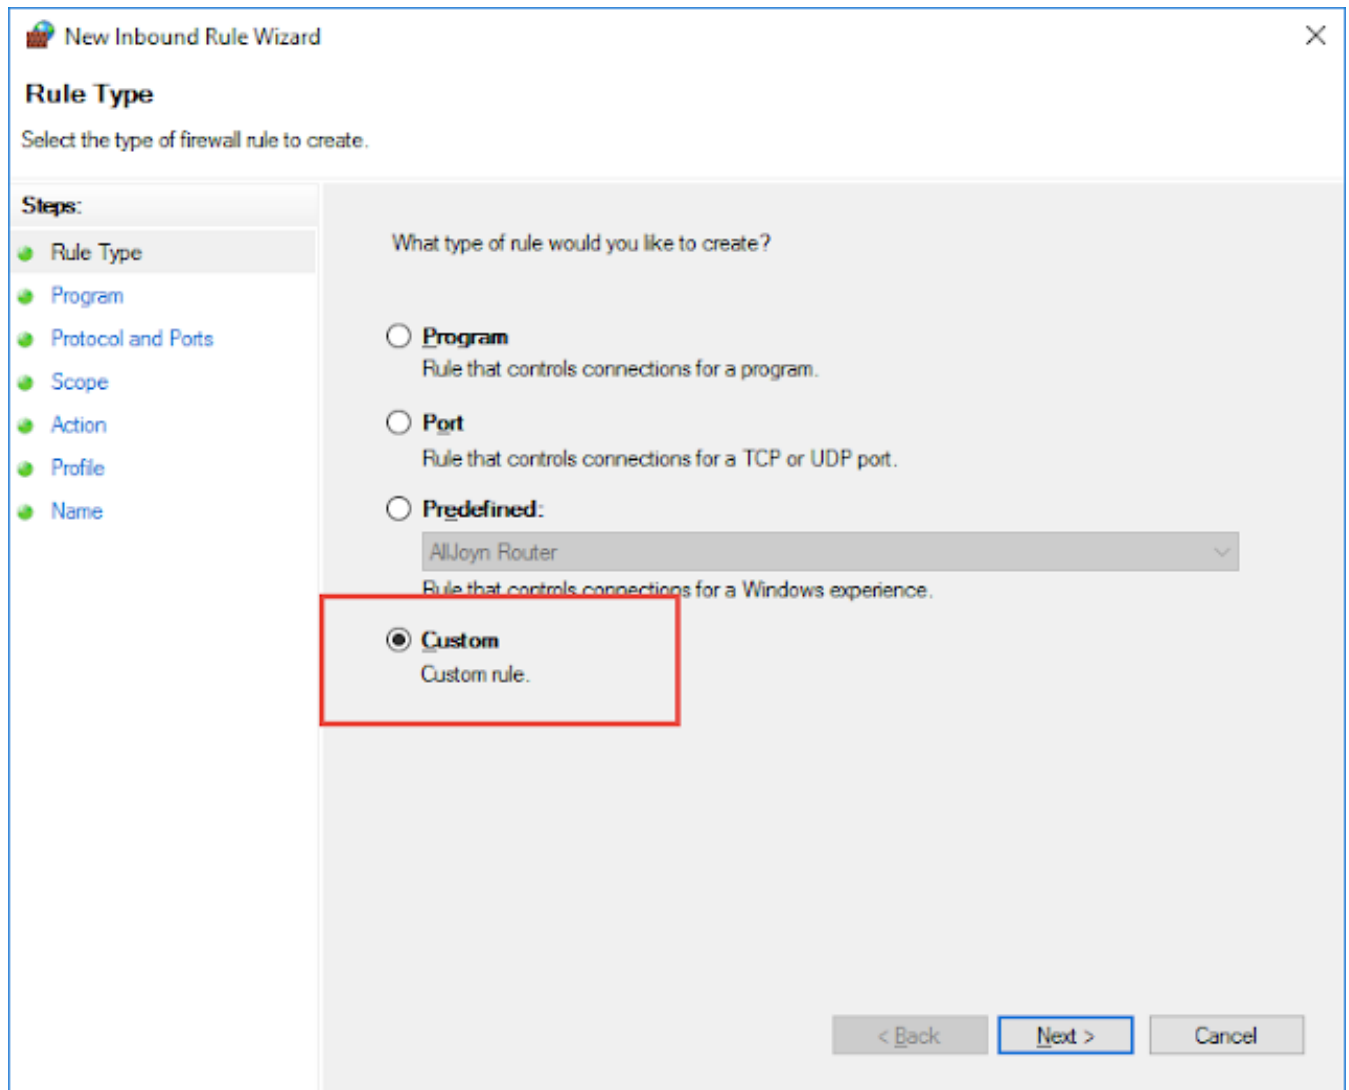 New Inbound Rule Wizard
Rule Type
Select the type of firewall rule to create.
Steps:
Rule Type
Program
Protocol and Ports
Scope
Action
Profile
Name
What type of rule would you like to create?
Program
Rule that controls connections for a program.
Port
Rule that controls connections for a TCP or UDP port.
Predefined:
AllJoyn Router
Rule that controls connections for a Windows experience.
Custom
Custom rule.
< Back
Next >
Cancel